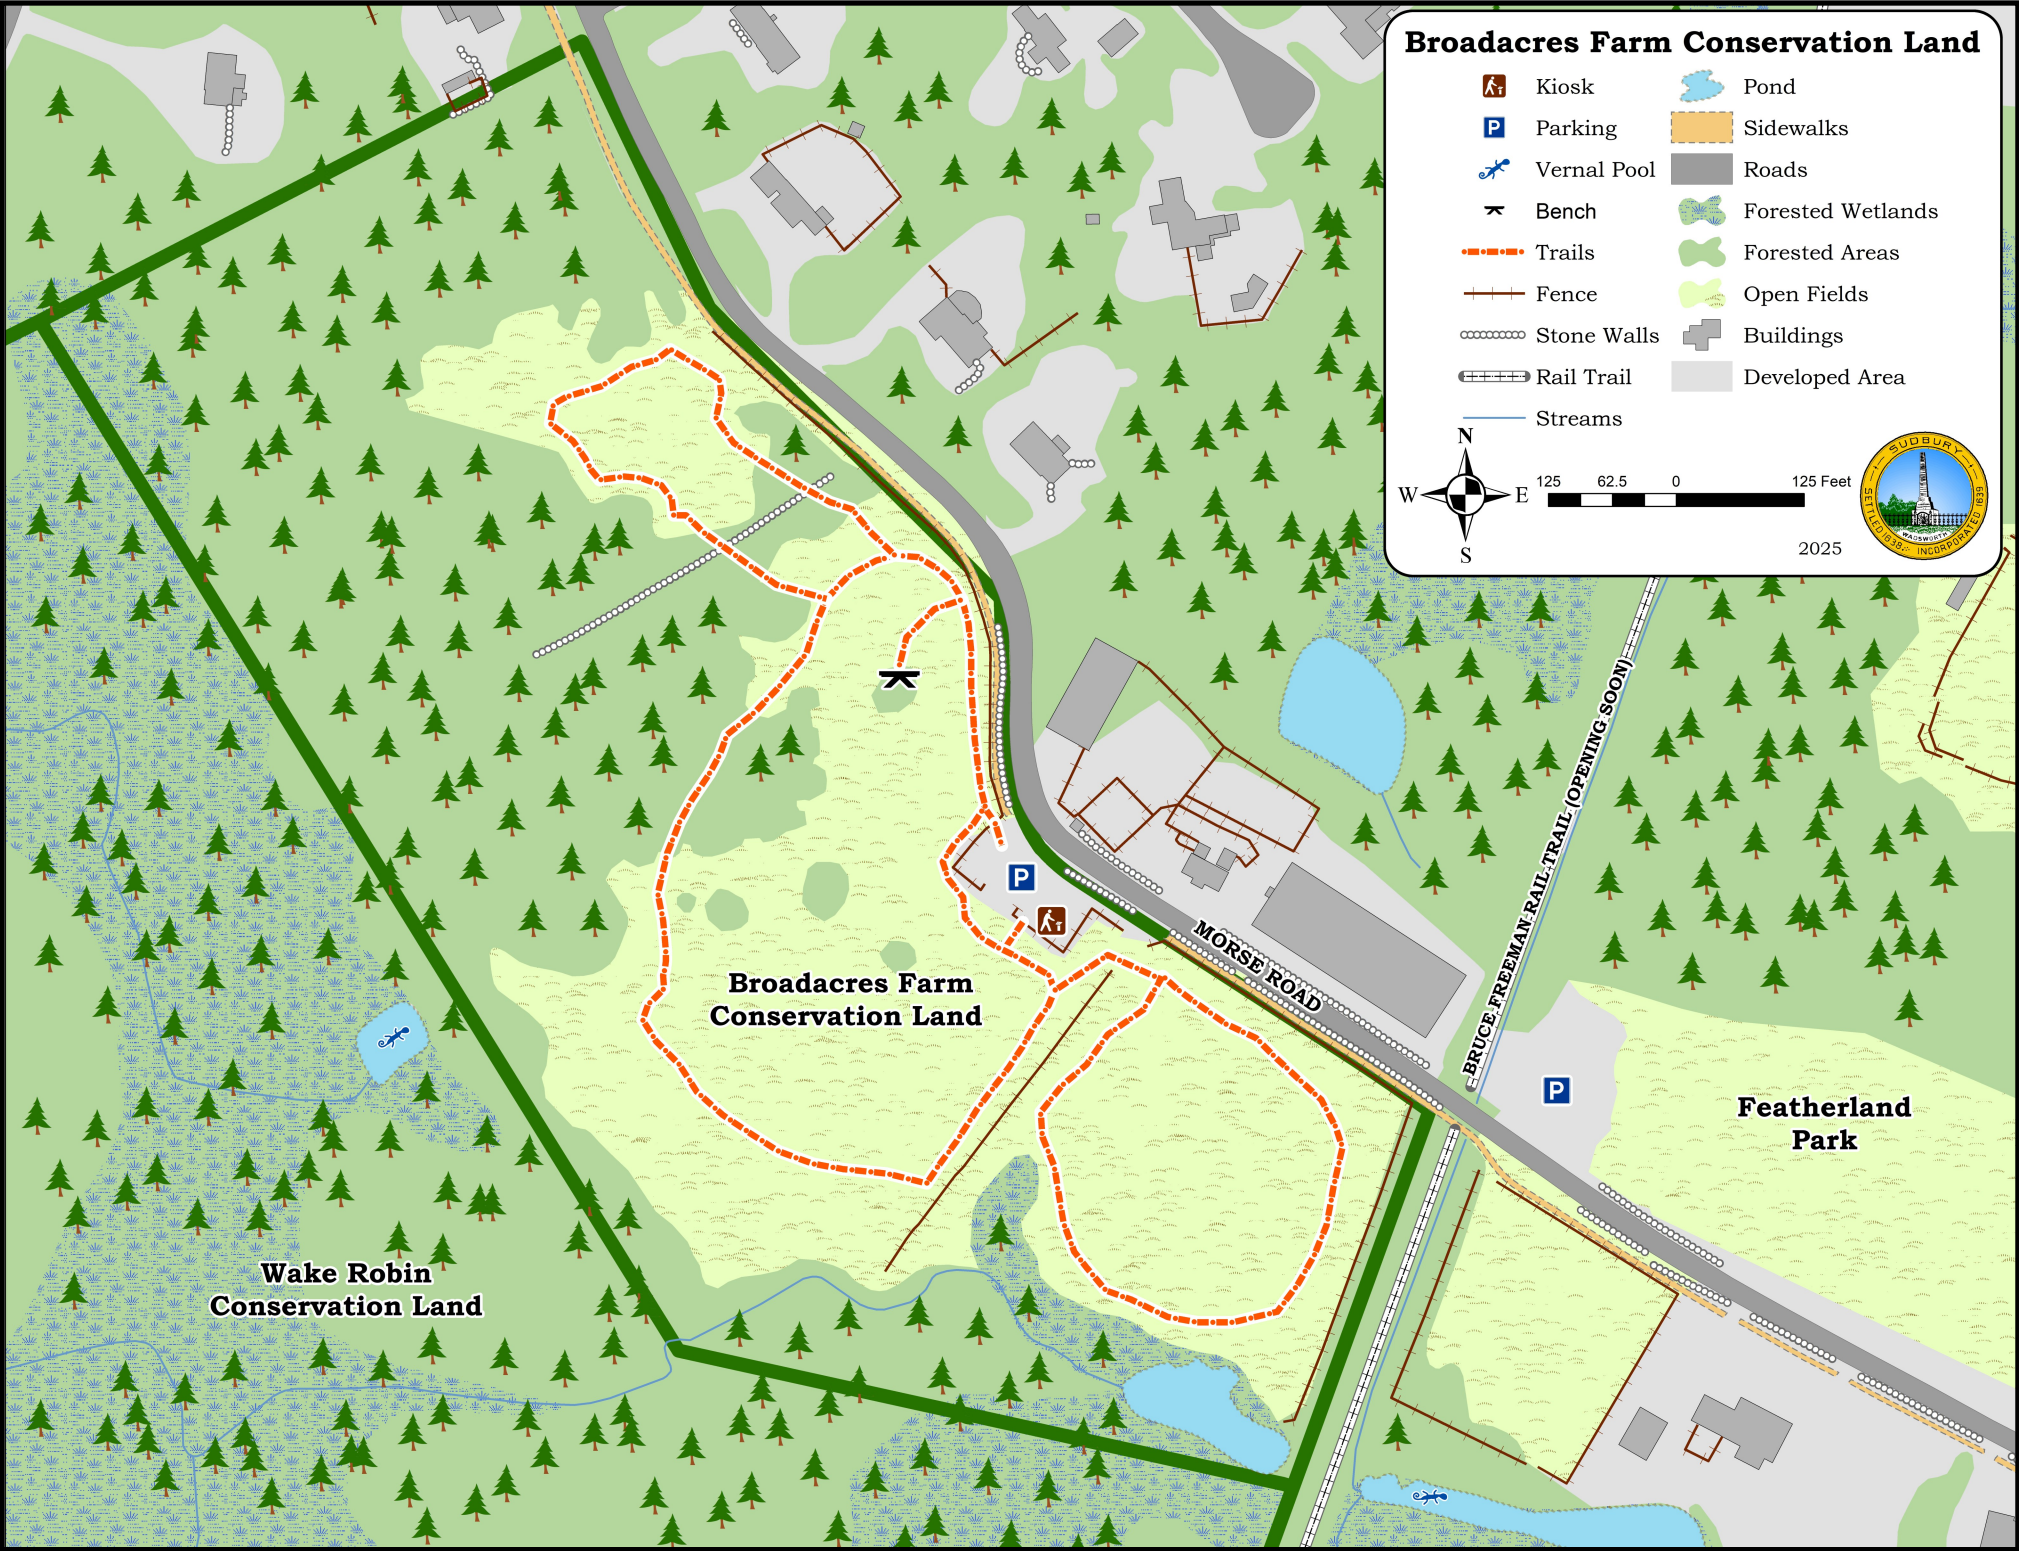 Broadacres Farm Conservation Land
Kiosk
Parking
Vernal Pool
Bench
Trails
Fence
Stone Walls
Rail Trail
Streams
Pond
Sidewalks
Roads
Forested Wetlands
Forested Areas
Open Fields
Buildings
Developed Area
P
N
W
E
S
125 62.5 0 125 Feet
2025
SUDBURY
SETTLED 1638
INCORPORATED 1639
WADSWORTH
BRUCE FREEMAN RAIL TRAIL (OPENING SOON)
P
MORSE ROAD
Broadacres Farm
Conservation Land
P
Featherland
Park
Wake Robin
Conservation Land